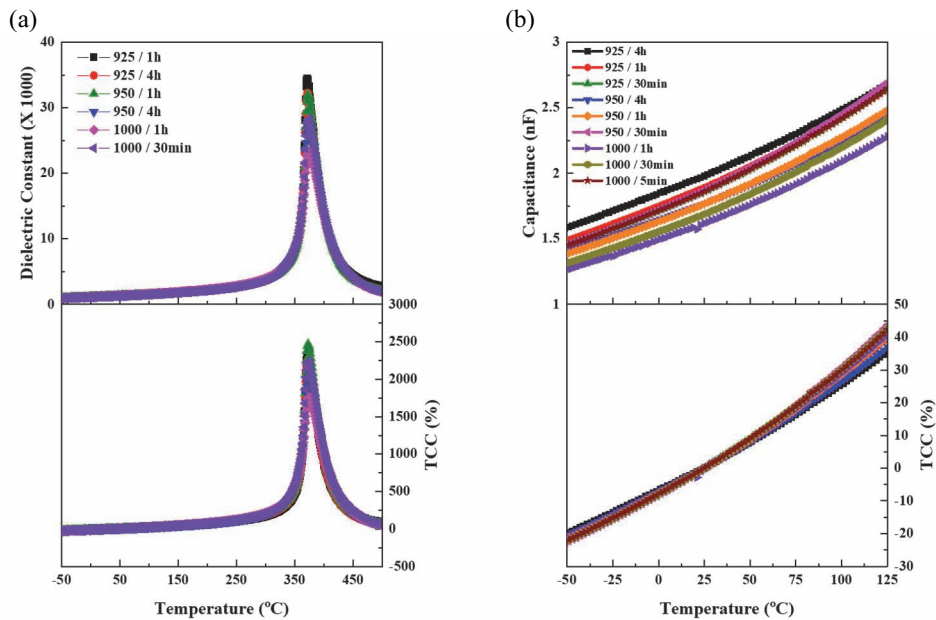 (a)
(b)
40
30
20
10
0
Dielectric Constant (X 1000)
925 / 1h
925 / 4h
950 / 1h
950 / 4h
1000 / 1h
1000 / 30min
3000
2500
2000
1500
1000
500
0
-500
TCC (%)
-50
50
150
250
350
450
Temperature (°C)
3
2.5
2
1.5
1
Capacitance (nF)
925 / 4h
925 / 1h
925 / 30min
950 / 4h
950 / 1h
950 / 30min
1000 / 1h
1000 / 30min
1000 / 5min
50
40
30
20
10
0
-10
-20
-30
TCC (%)
-50
-25
0
25
50
75
100
125
Temperature (°C)